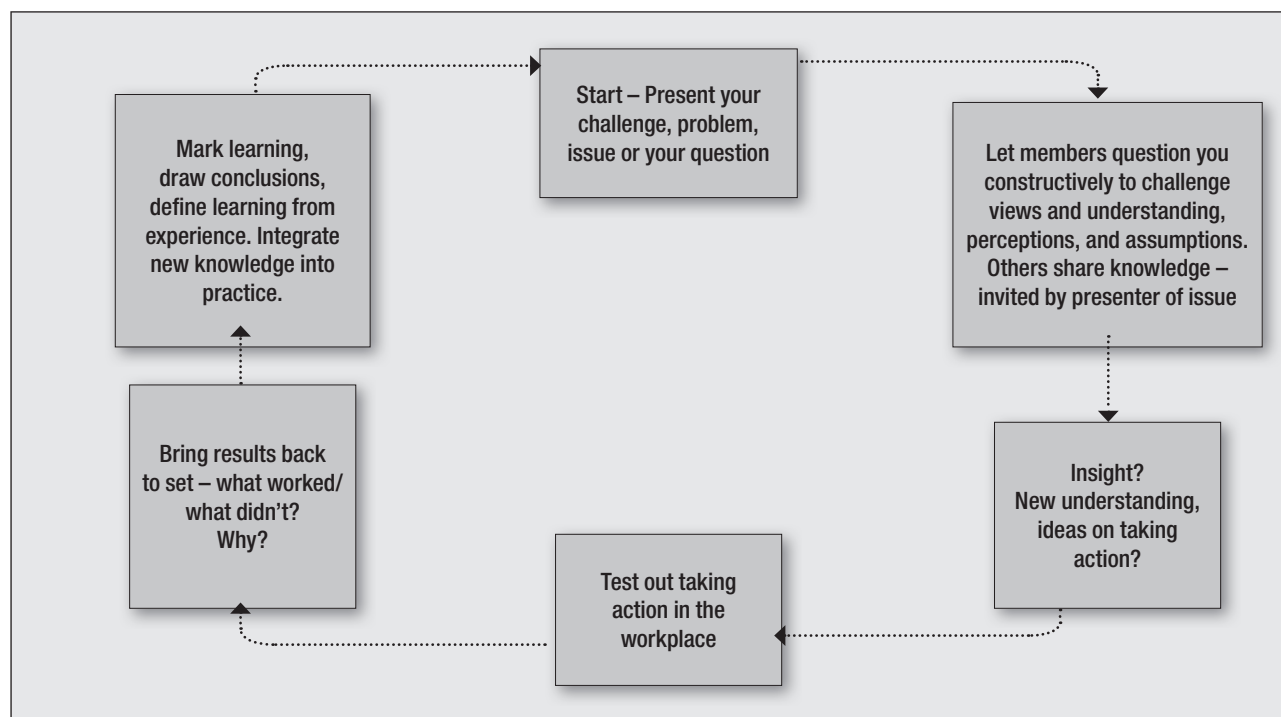 Start – Present your
challenge, problem,
issue or your question
Let members question you
constructively to challenge
views and understanding,
perceptions, and assumptions.
Others share knowledge –
invited by presenter of issue
Insight?
New understanding,
ideas on taking
action?
Test out taking
action in the
workplace
Bring results back
to set – what worked/
what didn't?
Why?
Mark learning,
draw conclusions,
define learning from
experience. Integrate
new knowledge into
practice.